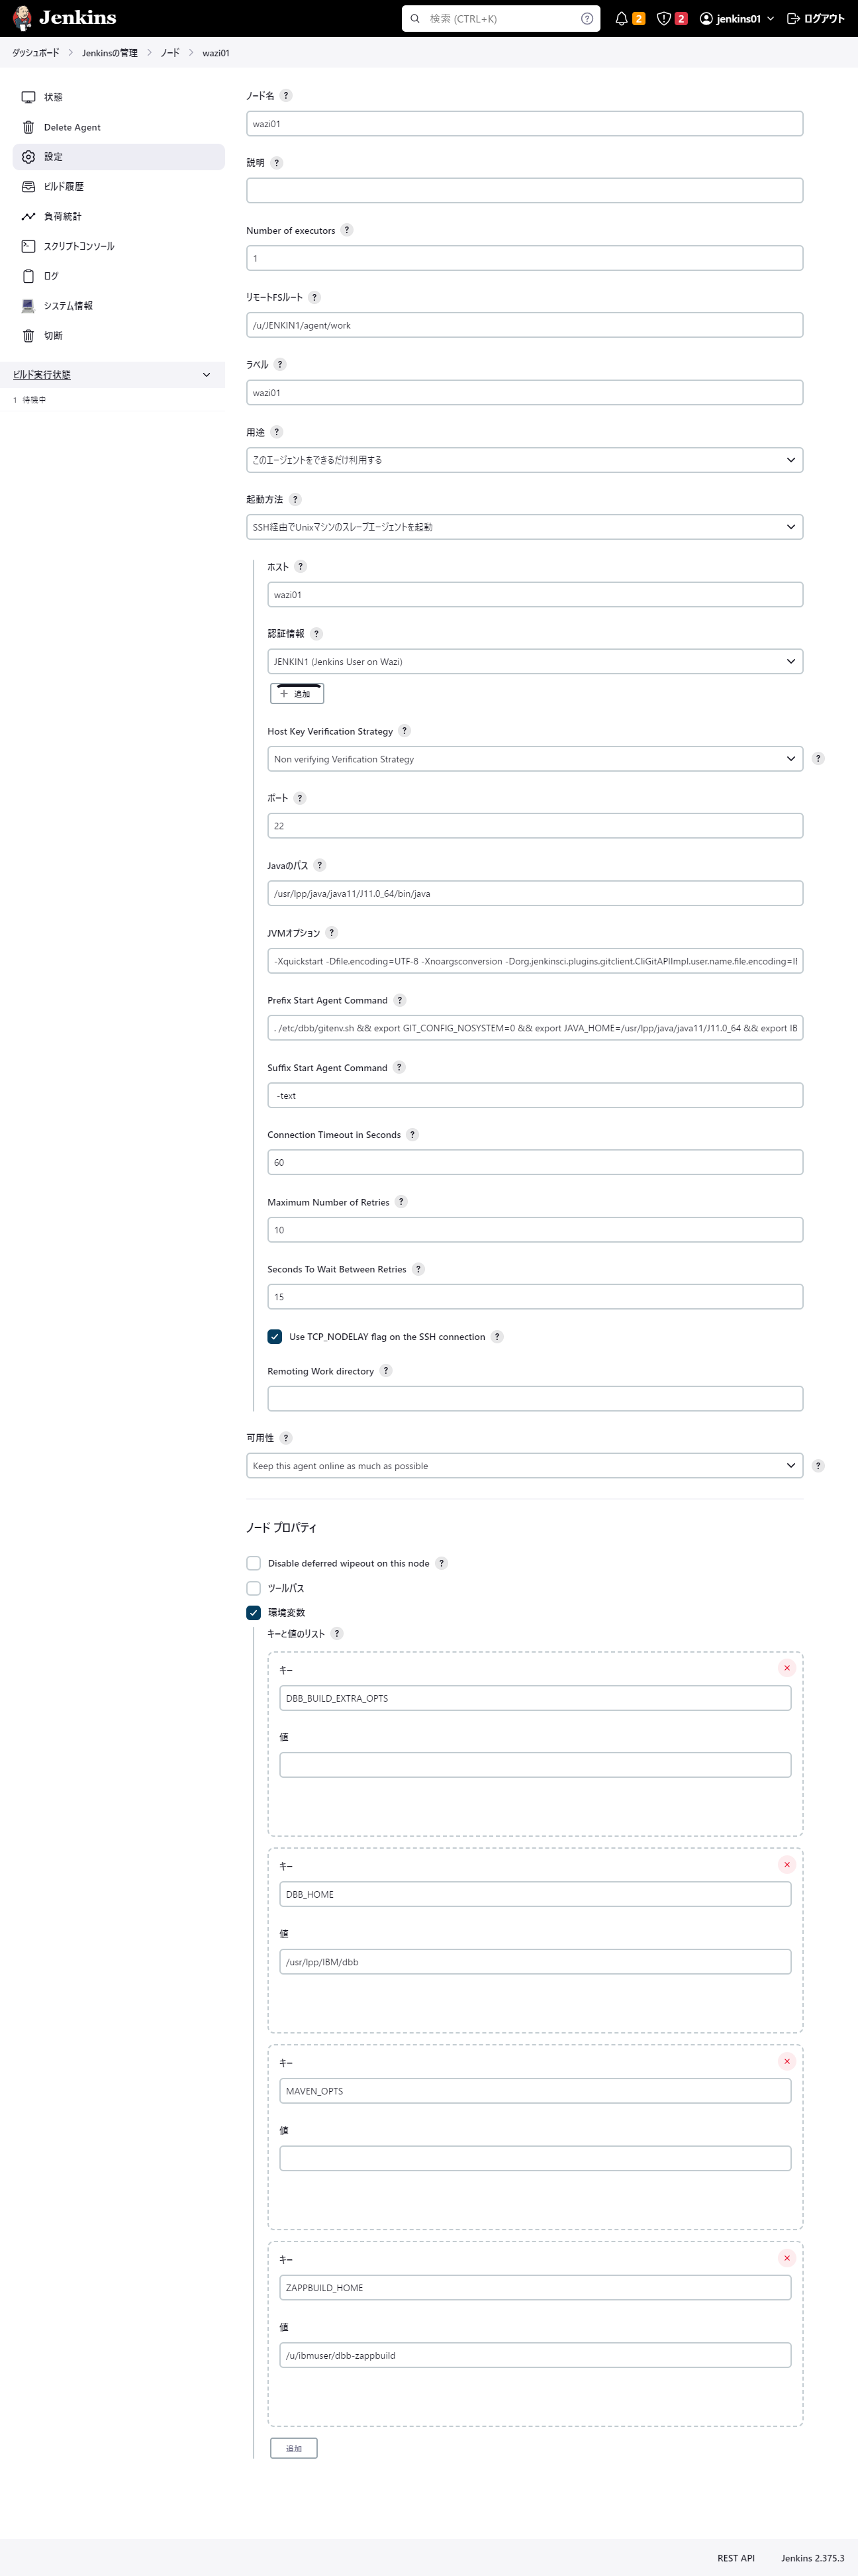 Jenkins
検索 (CTRL+K)
?
2
2
jenkins01
ログアウト
ダッシュボード
Jenkinsの管理
ノード
wazi01
状態
Delete Agent
設定
ビルド履歴
負荷統計
スクリプトコンソール
ログ
システム情報
切断
ビルド実行状態
1 待機中
ノード名 ?
wazi01
説明 ?
Number of executors ?
1
リモートFSルート ?
/u/JENKIN1/agent/work
ラベル ?
wazi01
用途 ?
このエージェントをできるだけ利用する
起動方法 ?
SSH経由でUnixマシンのスレーブエージェントを起動
ホスト ?
wazi01
認証情報 ?
JENKIN1 (Jenkins User on Wazi)
+ 追加
Host Key Verification Strategy ?
Non verifying Verification Strategy ?
ポート ?
22
Javaのパス ?
/usr/lpp/java/java11/J11.0_64/bin/java
JVMオプション ?
-Xquickstart -Dfile.encoding=UTF-8 -Xnoargsconversion -Dorg.jenkinsci.plugins.gitclient.CliGitAPIImpl.user.name.file.encoding=I
Prefix Start Agent Command ?
. /etc/dbb/gitenv.sh && export GIT_CONFIG_NOSYSTEM=0 && export JAVA_HOME=/usr/lpp/java/java11/J11.0_64 && export IB
Suffix Start Agent Command ?
-text
Connection Timeout in Seconds ?
60
Maximum Number of Retries ?
10
Seconds To Wait Between Retries ?
15
Use TCP_NODELAY flag on the SSH connection ?
Remoting Work directory ?
可用性 ?
Keep this agent online as much as possible ?
ノード プロパティ
Disable deferred wipeout on this node ?
ツールパス
環境変数
キーと値のリスト ?
キー
DBB_BUILD_EXTRA_OPTS
値
キー
DBB_HOME
値
/usr/lpp/IBM/dbb
キー
MAVEN_OPTS
値
キー
ZAPPBUILD_HOME
値
/u/ibmuser/dbb-zappbuild
追加
REST API
Jenkins 2.375.3